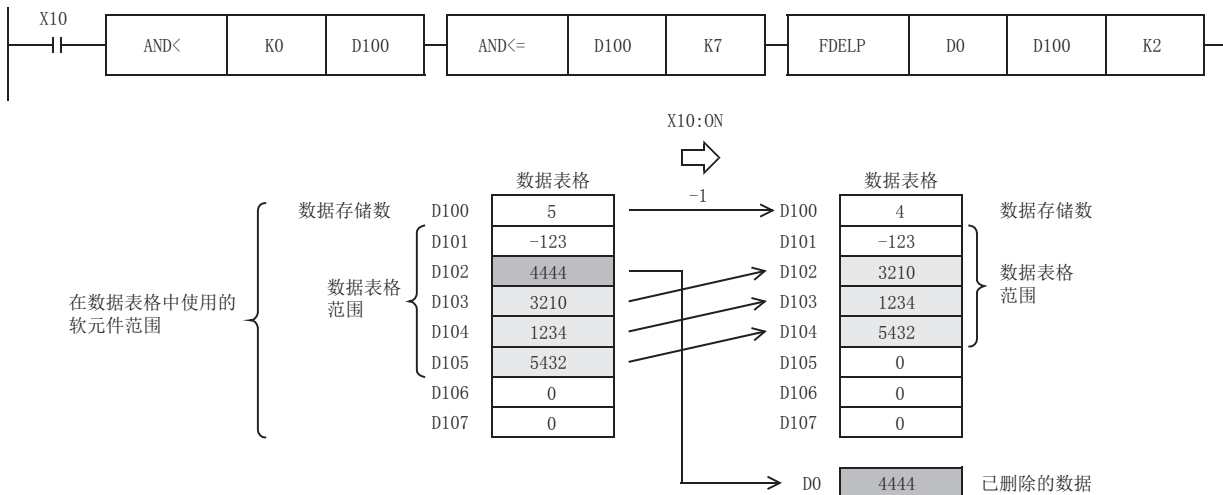 X10
AND< K0 D100 AND<= D100 K7 FDELP D0 D100 K2
X10:ON
数据表格 数据表格
数据存储数 D100 5 -1 D100 4 数据存储数
D101 -123 D101 -123
D102 4444 D102 3210
数据表格
范围
数据表格
范围
在数据表格中使用的
软元件范围
D103 3210 D103 1234
D104 1234 D104 5432
D105 5432 D105 0
D106 0 D106 0
D107 0 D107 0
D0 4444 已删除的数据